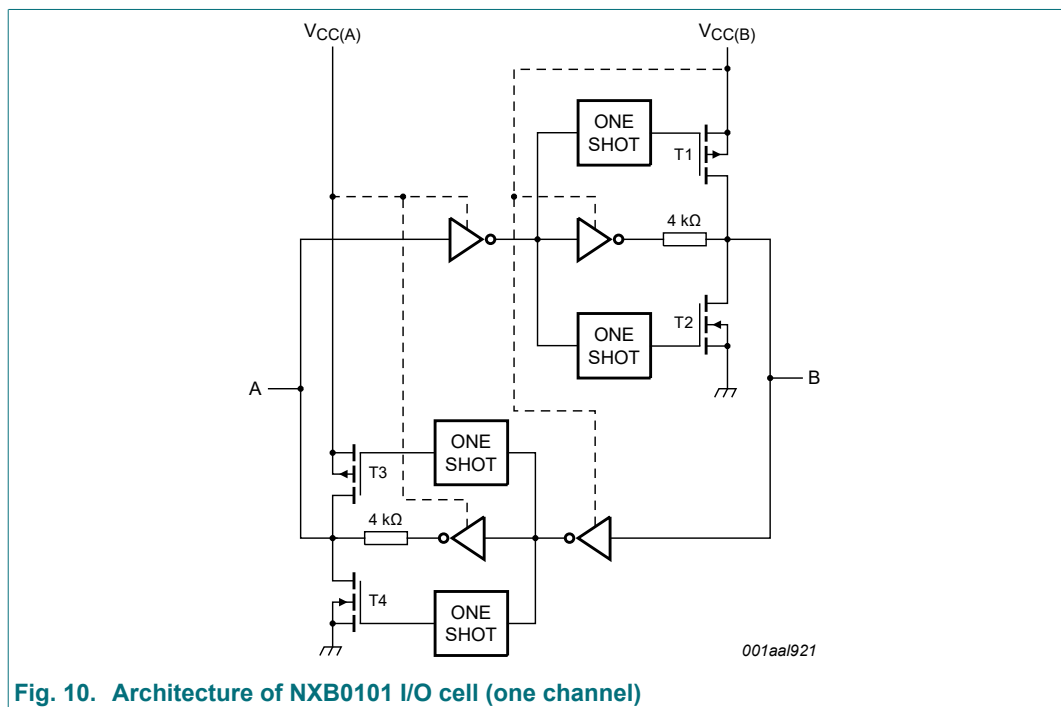 VCC(A)
VCC(B)
ONE
SHOT
T1
4 kΩ
ONE
SHOT
T2
A
B
ONE
SHOT
T3
4 kΩ
T4
ONE
SHOT
001aal921
Fig. 10. Architecture of NXB0101 I/O cell (one channel)